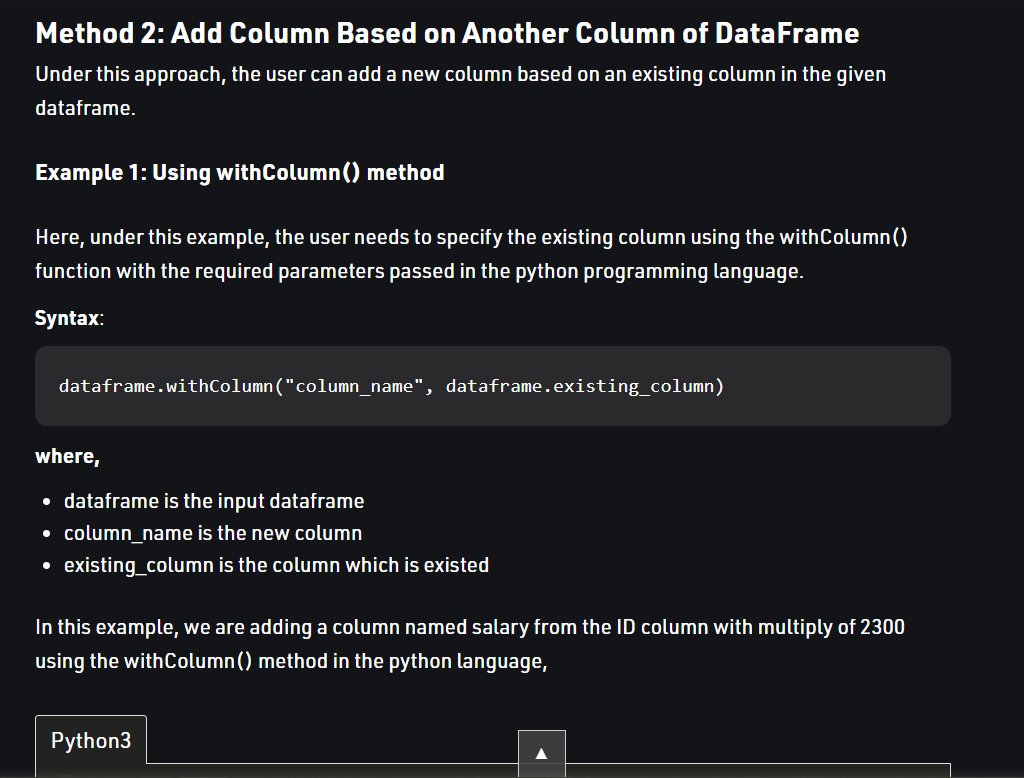 Method 2: Add Column Based on Another Column of DataFrame
Under this approach, the user can add a new column based on an existing column in the given
dataframe.
Example 1: Using withColumn() method
Here, under this example, the user needs to specify the existing column using the withColumn()
function with the required parameters passed in the python programming language.
Syntax:
dataframe.withColumn("column_name", dataframe.existing_column)
where,
• dataframe is the input dataframe
• column_name is the new column
• existing_column is the column which is existed
In this example, we are adding a column named salary from the ID column with multiply of 2300
using the withColumn() method in the python language,
Python3
▲